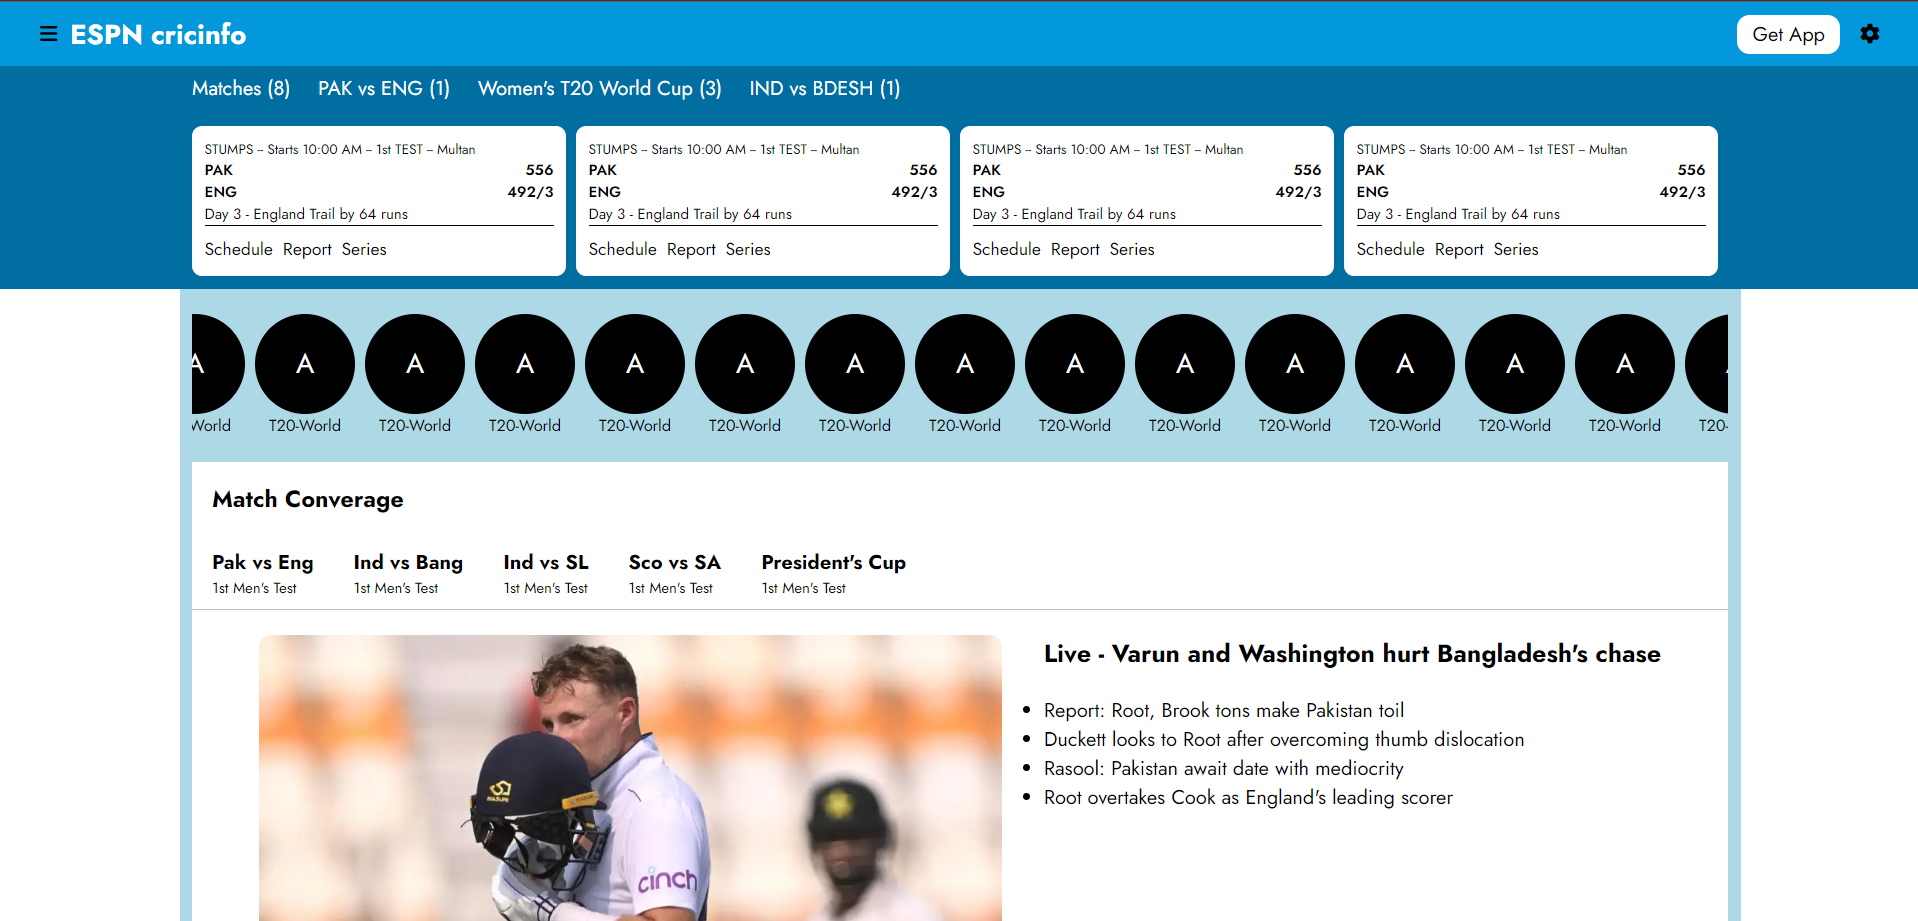 ESPN cricinfo
Get App
Matches (8) PAK vs ENG (1) Women's T20 World Cup (3) IND vs BDESH (1)
STUMPS – Starts 10:00 AM – 1st TEST – Multan
PAK 556
ENG 492/3
Day 3 - England Trail by 64 runs
Schedule Report Series
STUMPS – Starts 10:00 AM – 1st TEST – Multan
PAK 556
ENG 492/3
Day 3 - England Trail by 64 runs
Schedule Report Series
STUMPS – Starts 10:00 AM – 1st TEST – Multan
PAK 556
ENG 492/3
Day 3 - England Trail by 64 runs
Schedule Report Series
STUMPS – Starts 10:00 AM – 1st TEST – Multan
PAK 556
ENG 492/3
Day 3 - England Trail by 64 runs
Schedule Report Series
A A A A A A A A A A A A A A
World T20-World T20-World T20-World T20-World T20-World T20-World T20-World T20-World T20-World T20-World T20-World T20-World T20-World T20-
Match Converage
Pak vs Eng Ind vs Bang Ind vs SL Sco vs SA President's Cup
1st Men's Test 1st Men's Test 1st Men's Test 1st Men's Test 1st Men's Test
Live - Varun and Washington hurt Bangladesh's chase
Report: Root, Brook tons make Pakistan toil
Duckett looks to Root after overcoming thumb dislocation
Rasool: Pakistan await date with mediocrity
Root overtakes Cook as England's leading scorer
MASURI
cinch